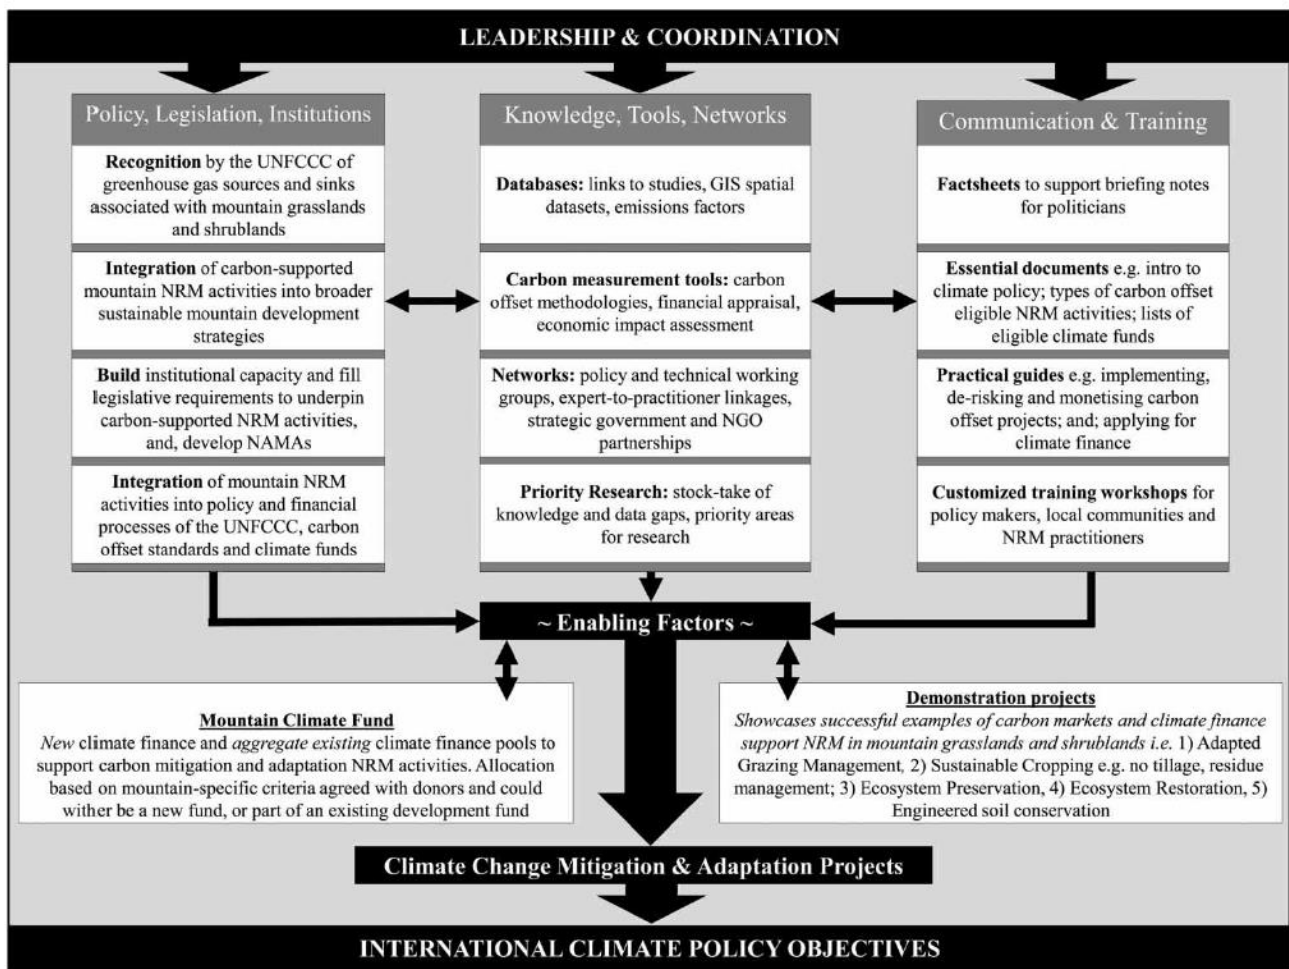 LEADERSHIP & COORDINATION
Policy, Legislation, Institutions
Recognition by the UNFCCC of
greenhouse gas sources and sinks
associated with mountain grasslands
and shrublands
Integration of carbon-supported
mountain NRM activities into broader
sustainable mountain development
strategies
Build institutional capacity and fill
legislative requirements to underpin
carbon-supported NRM activities,
and, develop NAMAs
Integration of mountain NRM
activities into policy and financial
processes of the UNFCCC, carbon
offset standards and climate funds
Knowledge, Tools, Networks
Databases: links to studies, GIS spatial
datasets, emissions factors
Carbon measurement tools: carbon
offset methodologies, financial appraisal,
economic impact assessment
Networks: policy and technical working
groups, expert-to-practitioner linkages,
strategic government and NGO
partnerships
Priority Research: stock-take of
knowledge and data gaps, priority areas
for research
Communication & Training
Factsheets to support briefing notes
for politicians
Essential documents e.g. intro to
climate policy; types of carbon offset
eligible NRM activities; lists of
eligible climate funds
Practical guides e.g. implementing,
de-risking and monetising carbon
offset projects; and; applying for
climate finance
Customized training workshops for
policy makers, local communities and
NRM practitioners
~ Enabling Factors ~
Mountain Climate Fund
New climate finance and aggregate existing climate finance pools to
support carbon mitigation and adaptation NRM activities. Allocation
based on mountain-specific criteria agreed with donors and could
wither be a new fund, or part of an existing development fund
Demonstration projects
Showcases successful examples of carbon markets and climate finance
support NRM in mountain grasslands and shrublands i.e. 1) Adapted
Grazing Management, 2) Sustainable Cropping e.g. no tillage, residue
management; 3) Ecosystem Preservation, 4) Ecosystem Restoration, 5)
Engineered soil conservation
Climate Change Mitigation & Adaptation Projects
INTERNATIONAL CLIMATE POLICY OBJECTIVES